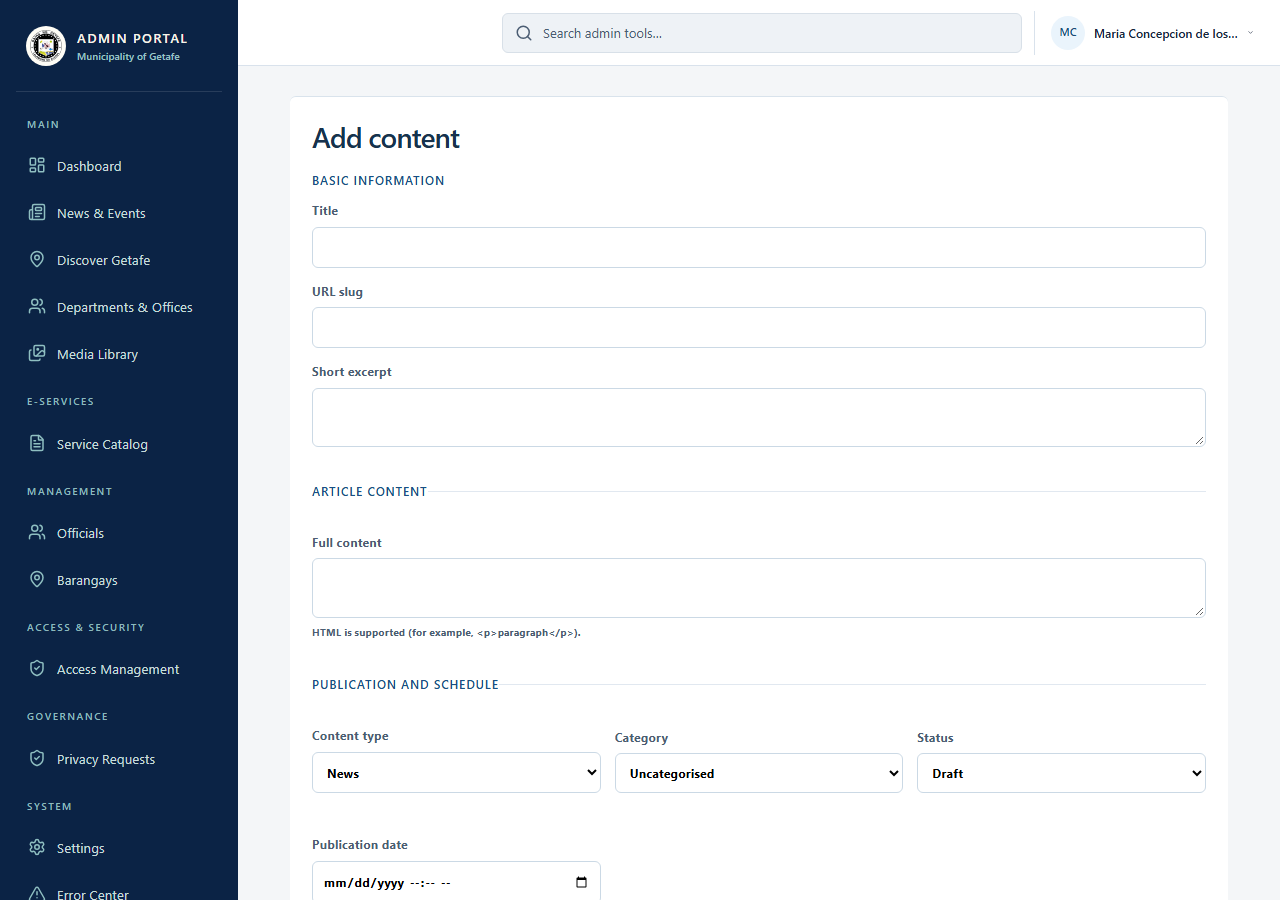 ADMIN PORTAL
Municipality of Getafe
Search admin tools...
MC
Maria Concepcion de los...
MAIN
Dashboard
News & Events
Discover Getafe
Departments & Offices
Media Library
E-SERVICES
Service Catalog
MANAGEMENT
Officials
Barangays
ACCESS & SECURITY
Access Management
GOVERNANCE
Privacy Requests
SYSTEM
Settings
Error Center
Add content
BASIC INFORMATION
Title
URL slug
Short excerpt
ARTICLE CONTENT
Full content
HTML is supported (for example, <p>paragraph</p>).
PUBLICATION AND SCHEDULE
Content type
Category
Status
News
Uncategorised
Draft
Publication date
mm/dd/yyyy --:-- --